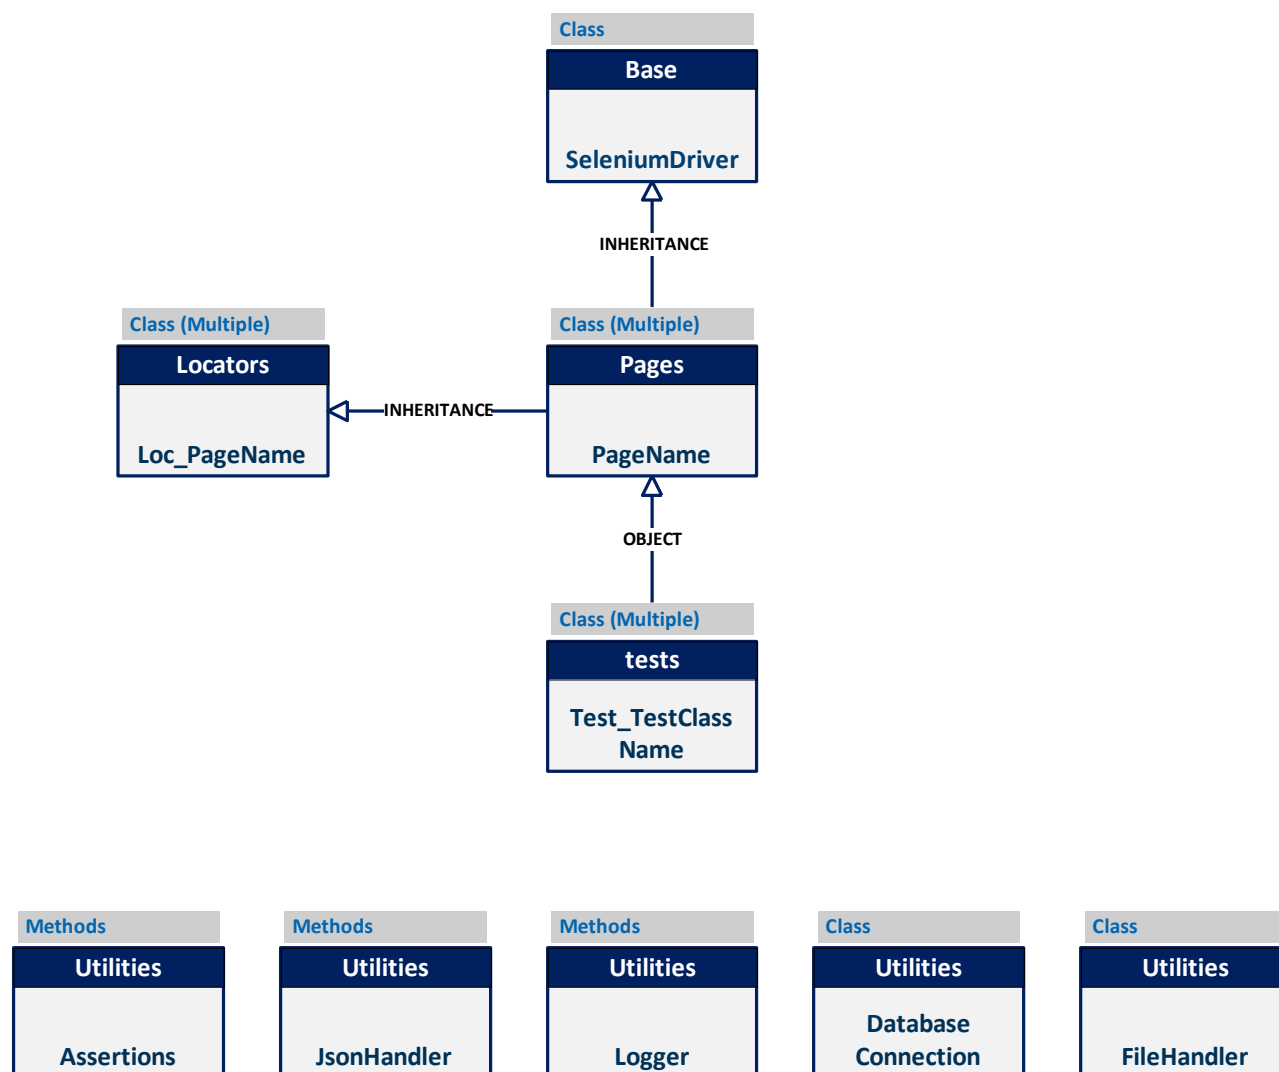 Class
Base
SeleniumDriver
INHERITANCE
Class (Multiple)
Class (Multiple)
Locators
Pages
INHERITANCE
Loc_PageName
PageName
OBJECT
Class (Multiple)
tests
Test_TestClass
Name
Methods
Methods
Methods
Class
Class
Utilities
Utilities
Utilities
Utilities
Utilities
Assertions
JsonHandler
Logger
Database
Connection
FileHandler